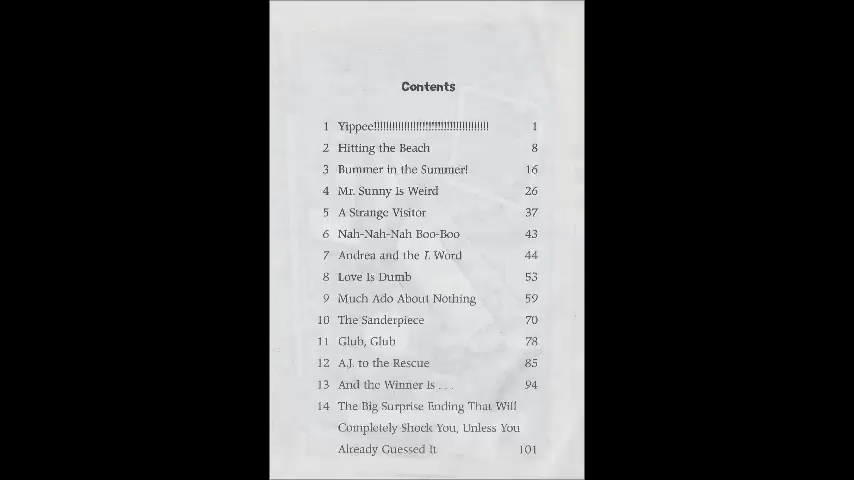 Contents
1 Yippee!!!!!!!!!!!!!!!!!!!!!!!!!!!!!!!!!!!!!!!! 1
2 Hitting the Beach 8
3 Bummer in the Summer! 16
4 Mr. Sunny Is Weird 26
5 A Strange Visitor 37
6 Nah-Nah-Nah Boo-Boo 43
7 Andrea and the L Word 44
8 Love Is Dumb 53
9 Much Ado About Nothing 59
10 The Sanderpiece 70
11 Glub, Glub 78
12 A.J. to the Rescue 85
13 And the Winner Is . . . 94
14 The Big Surprise Ending That Will
Completely Shock You, Unless You
Already Guessed It 101